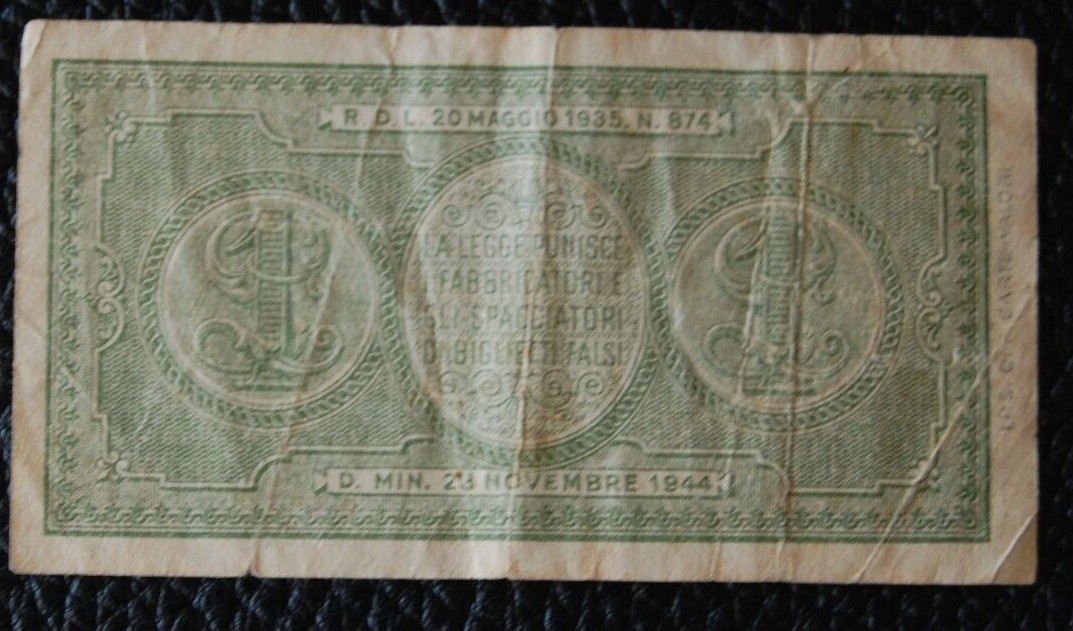 R. D. L. 20 MAGGIO 1935, N. 874
LA LEGGE PUNISCE
I FABBRICATORI E
GLI SPACCIATORI
DI BIGLIETTI FALSI
D. MIN. 23 NOVEMBRE 1944